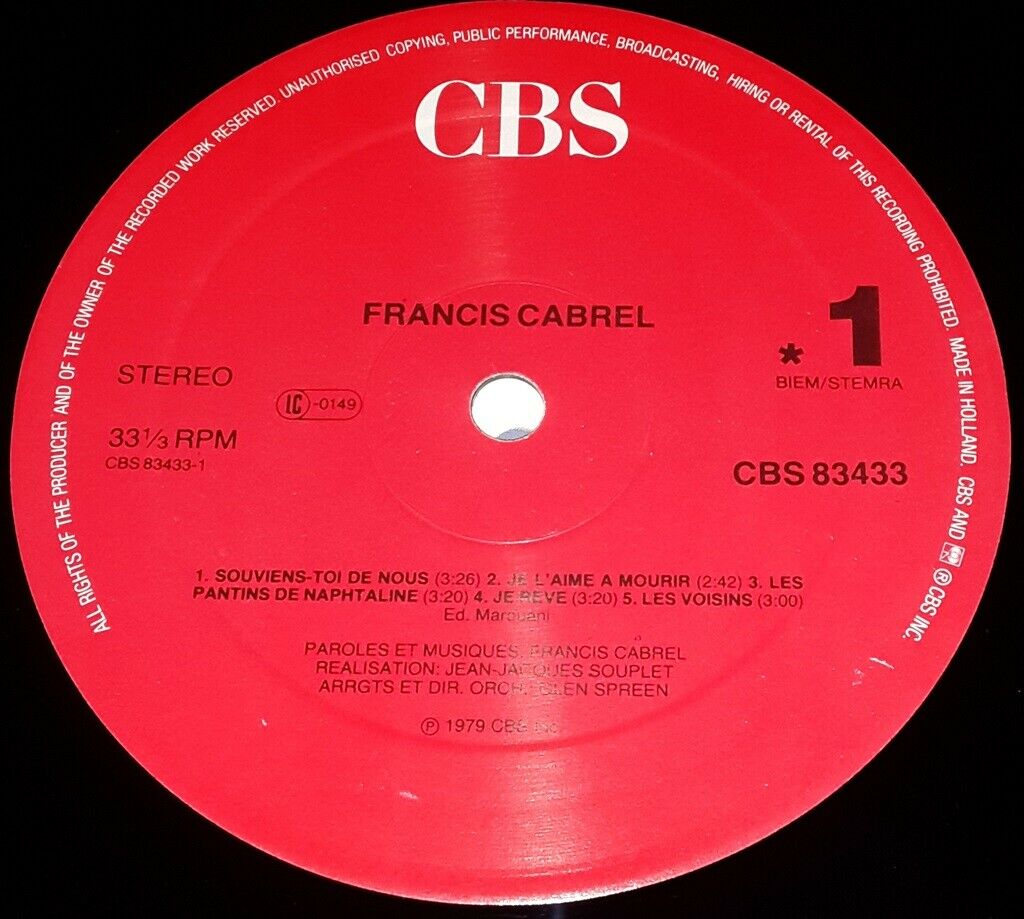 ALL RIGHTS OF THE PRODUCER AND OF THE OWNER OF THE RECORDED WORK RESERVED. UNAUTHORISED COPYING, PUBLIC PERFORMANCE, BROADCASTING, HIRING OR RENTAL OF THIS RECORDING PROHIBITED. MADE IN HOLLAND. CBS AND ℗ CBS INC.
CBS
FRANCIS CABREL
STEREO
LC-0149
33⅓ RPM
CBS 83433-1
* 1
BIEM/STEMRA
CBS 83433
1. SOUVIENS-TOI DE NOUS (3:26) 2. JE L'AIME A MOURIR (2:42) 3. LES
PANTINS DE NAPHTALINE (3:20) 4. JE REVE (3:20) 5. LES VOISINS (3:00)
Ed. Marouani
PAROLES ET MUSIQUES, FRANCIS CABREL
REALISATION: JEAN-JACQUES SOUPLET
ARRGTS ET DIR. ORCH. GLEN SPREEN
℗ 1979 CBS Inc